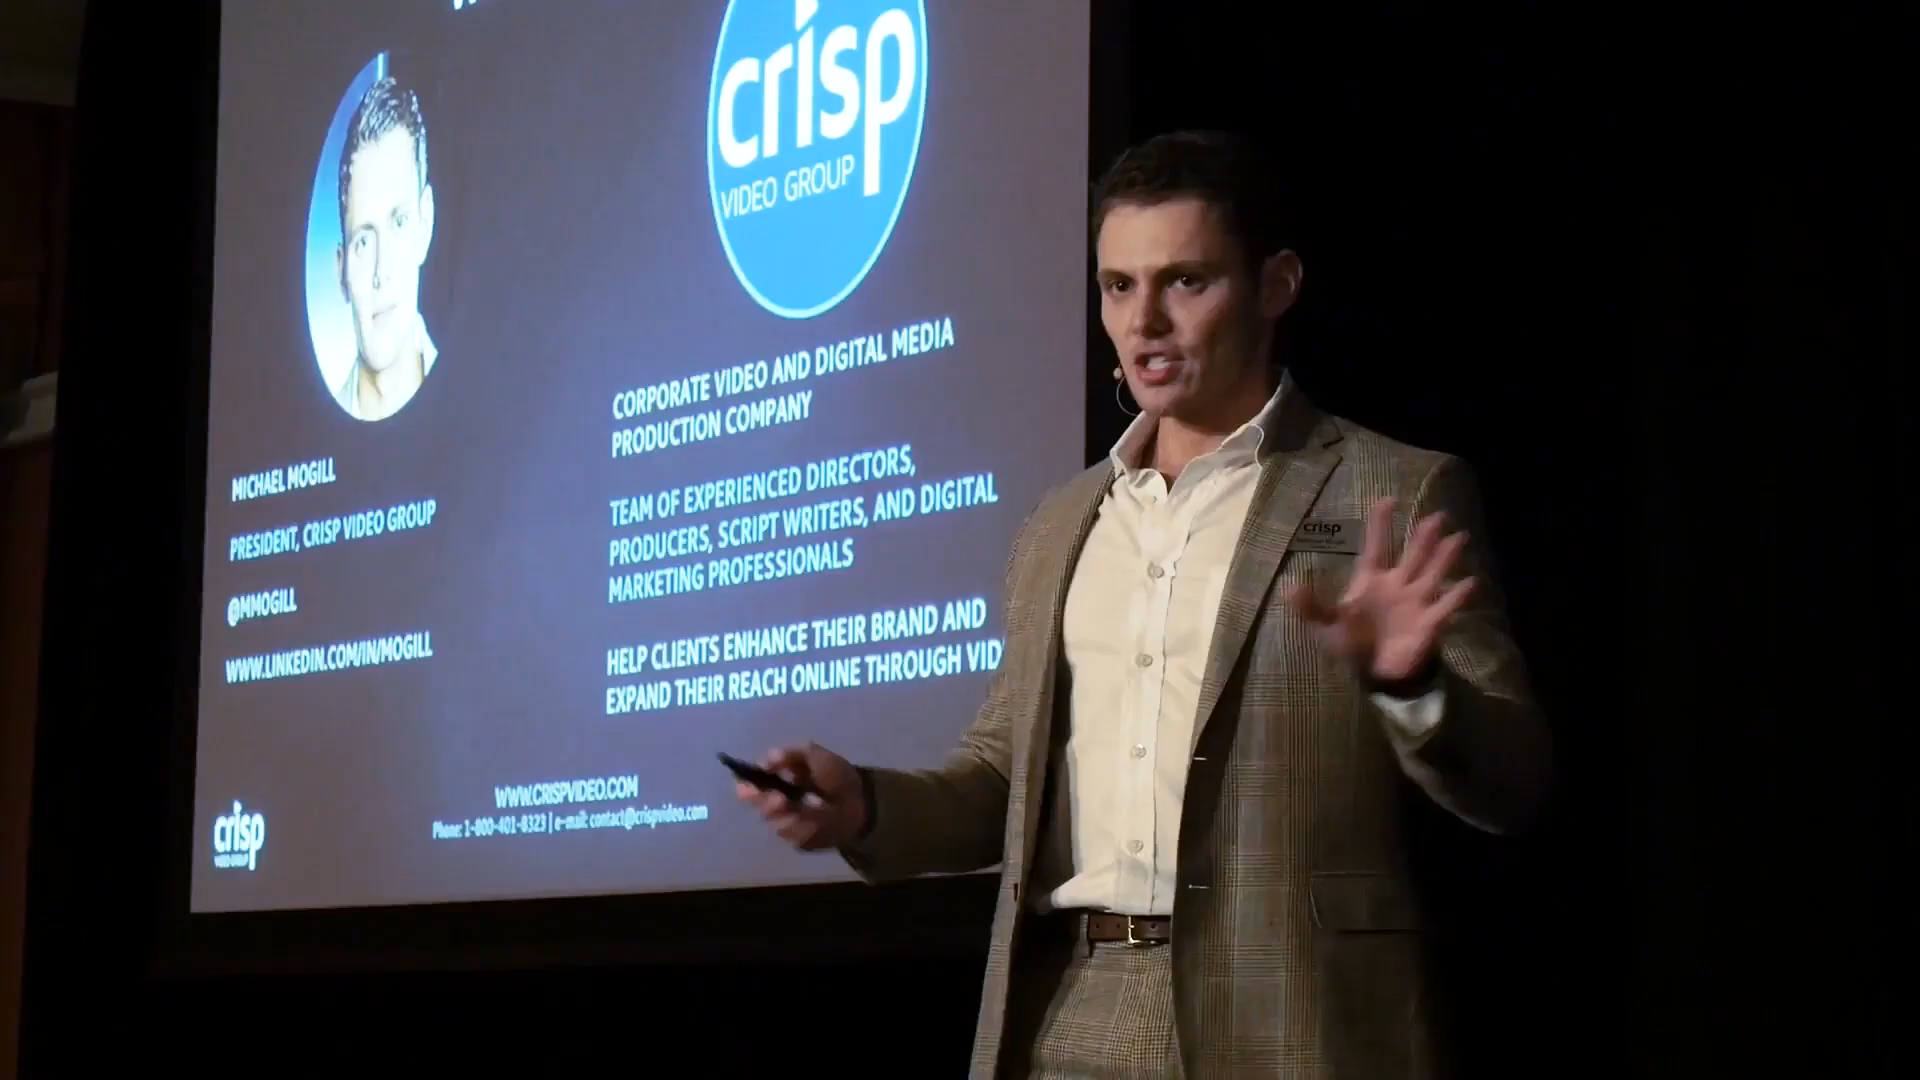 crisp
VIDEO GROUP
CORPORATE VIDEO AND DIGITAL MEDIA
PRODUCTION COMPANY
TEAM OF EXPERIENCED DIRECTORS,
PRODUCERS, SCRIPT WRITERS, AND DIGITAL
MARKETING PROFESSIONALS
HELP CLIENTS ENHANCE THEIR BRAND AND
EXPAND THEIR REACH ONLINE THROUGH VID
MICHAEL MOGILL
PRESIDENT, CRISP VIDEO GROUP
@MMOGILL
WWW.LINKEDIN.COM/IN/MOGILL
WWW.CRISPVIDEO.COM
Phone: 1-800-401-8323 | e-mail: contact@crispvideo.com
crisp
VIDEO GROUP
crisp